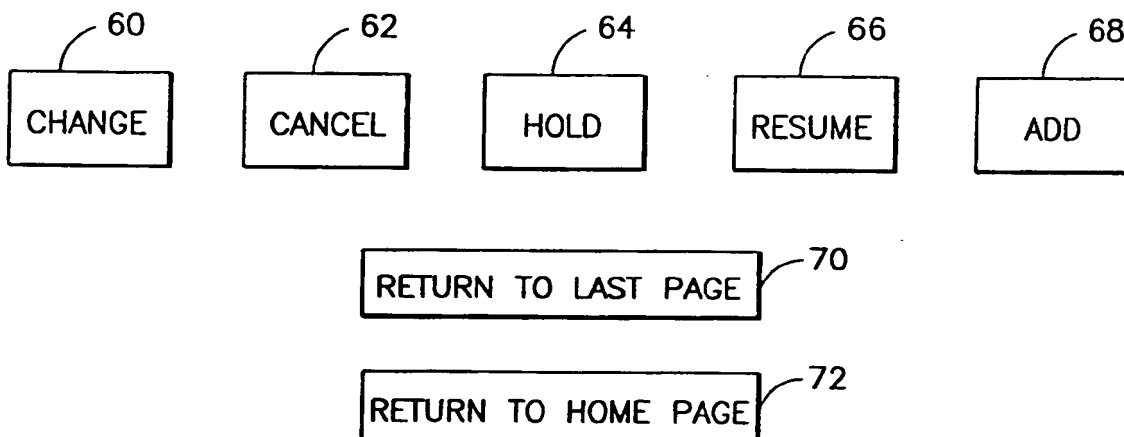 60 62 64 66 68
CHANGE CANCEL HOLD RESUME ADD
70
RETURN TO LAST PAGE
72
RETURN TO HOME PAGE